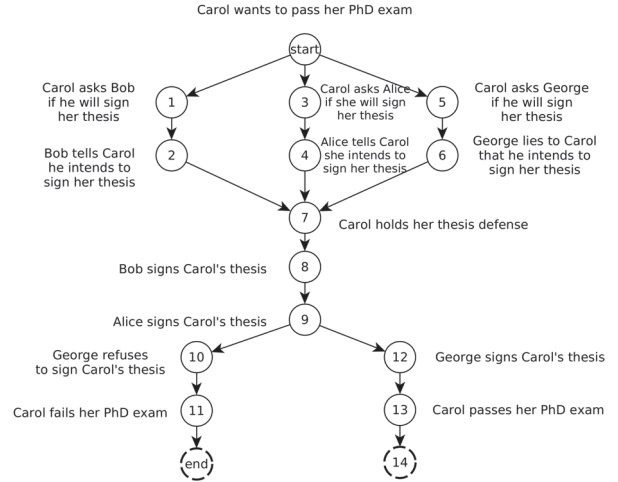 Carol wants to pass her PhD exam
start
Carol asks Bob
if he will sign
her thesis
1
3
Carol asks Alice
if she will sign
her thesis
5
Carol asks George
if he will sign
her thesis
Bob tells Carol
he intends to
sign her thesis
2
4
Alice tells Carol
she intends to
sign her thesis
6
George lies to Carol
that he intends to
sign her thesis
7
Carol holds her thesis defense
Bob signs Carol's thesis
8
Alice signs Carol's thesis
9
George refuses
to sign Carol's thesis
10
12
George signs Carol's thesis
Carol fails her PhD exam
11
13
Carol passes her PhD exam
end
14